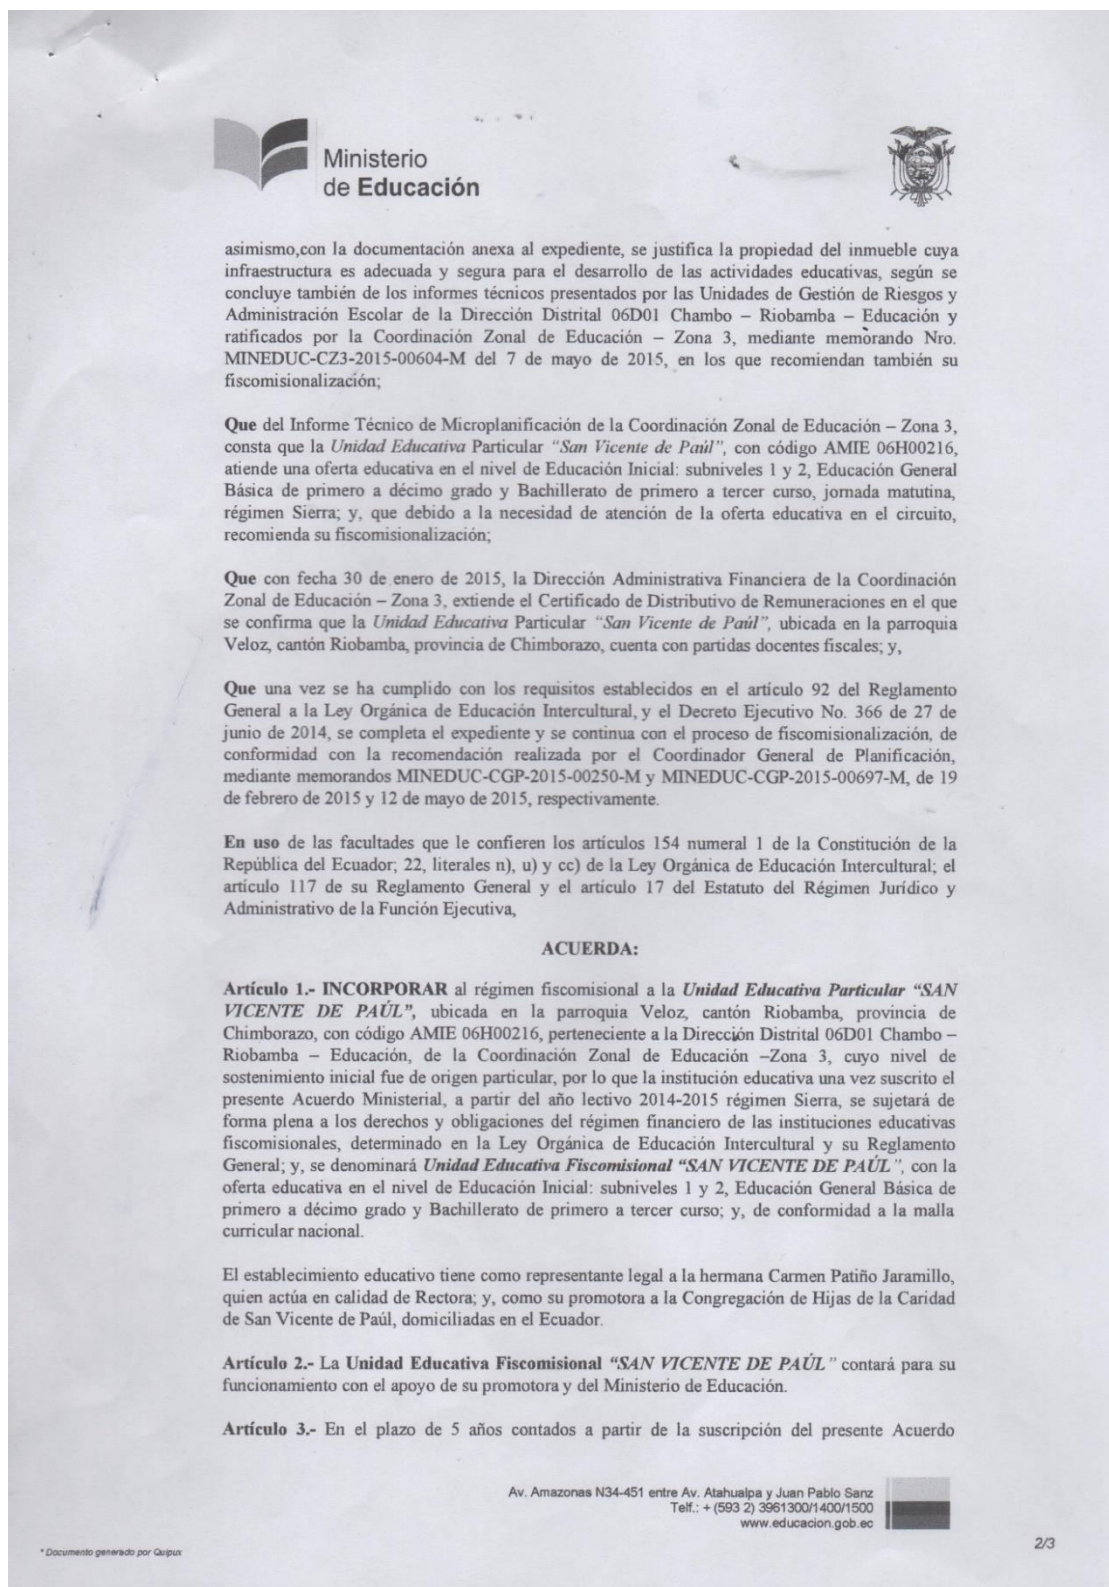 Ministerio
de Educación
asimismo,con la documentación anexa al expediente, se justifica la propiedad del inmueble cuya
infraestructura es adecuada y segura para el desarrollo de las actividades educativas, según se
concluye también de los informes técnicos presentados por las Unidades de Gestión de Riesgos y
Administración Escolar de la Dirección Distrital 06D01 Chambo – Riobamba – Educación y
ratificados por la Coordinación Zonal de Educación – Zona 3, mediante memorando Nro.
MINEDUC-CZ3-2015-00604-M del 7 de mayo de 2015, en los que recomiendan también su
fiscomisionalización;
Que del Informe Técnico de Microplanificación de la Coordinación Zonal de Educación – Zona 3,
consta que la Unidad Educativa Particular “San Vicente de Paúl”, con código AMIE 06H00216,
atiende una oferta educativa en el nivel de Educación Inicial: subniveles 1 y 2, Educación General
Básica de primero a décimo grado y Bachillerato de primero a tercer curso, jornada matutina,
régimen Sierra; y, que debido a la necesidad de atención de la oferta educativa en el circuito,
recomienda su fiscomisionalización;
Que con fecha 30 de enero de 2015, la Dirección Administrativa Financiera de la Coordinación
Zonal de Educación – Zona 3, extiende el Certificado de Distributivo de Remuneraciones en el que
se confirma que la Unidad Educativa Particular “San Vicente de Paúl”, ubicada en la parroquia
Veloz, cantón Riobamba, provincia de Chimborazo, cuenta con partidas docentes fiscales; y,
Que una vez se ha cumplido con los requisitos establecidos en el artículo 92 del Reglamento
General a la Ley Orgánica de Educación Intercultural, y el Decreto Ejecutivo No. 366 de 27 de
junio de 2014, se completa el expediente y se continua con el proceso de fiscomisionalización, de
conformidad con la recomendación realizada por el Coordinador General de Planificación,
mediante memorandos MINEDUC-CGP-2015-00250-M y MINEDUC-CGP-2015-00697-M, de 19
de febrero de 2015 y 12 de mayo de 2015, respectivamente.
En uso de las facultades que le confieren los artículos 154 numeral 1 de la Constitución de la
República del Ecuador; 22, literales n), u) y cc) de la Ley Orgánica de Educación Intercultural; el
artículo 117 de su Reglamento General y el artículo 17 del Estatuto del Régimen Jurídico y
Administrativo de la Función Ejecutiva,
ACUERDA:
Artículo 1.- INCORPORAR al régimen fiscomisional a la Unidad Educativa Particular “SAN
VICENTE DE PAÚL”, ubicada en la parroquia Veloz, cantón Riobamba, provincia de
Chimborazo, con código AMIE 06H00216, perteneciente a la Dirección Distrital 06D01 Chambo –
Riobamba – Educación, de la Coordinación Zonal de Educación –Zona 3, cuyo nivel de
sostenimiento inicial fue de origen particular, por lo que la institución educativa una vez suscrito el
presente Acuerdo Ministerial, a partir del año lectivo 2014-2015 régimen Sierra, se sujetará de
forma plena a los derechos y obligaciones del régimen financiero de las instituciones educativas
fiscomisionales, determinado en la Ley Orgánica de Educación Intercultural y su Reglamento
General; y, se denominará Unidad Educativa Fiscomisional “SAN VICENTE DE PAÚL”, con la
oferta educativa en el nivel de Educación Inicial: subniveles 1 y 2, Educación General Básica de
primero a décimo grado y Bachillerato de primero a tercer curso; y, de conformidad a la malla
curricular nacional.
El establecimiento educativo tiene como representante legal a la hermana Carmen Patiño Jaramillo,
quien actúa en calidad de Rectora; y, como su promotora a la Congregación de Hijas de la Caridad
de San Vicente de Paúl, domiciliadas en el Ecuador.
Artículo 2.- La Unidad Educativa Fiscomisional “SAN VICENTE DE PAÚL” contará para su
funcionamiento con el apoyo de su promotora y del Ministerio de Educación.
Artículo 3.- En el plazo de 5 años contados a partir de la suscripción del presente Acuerdo
Av. Amazonas N34-451 entre Av. Atahualpa y Juan Pablo Sanz
Telf.: + (593 2) 3961300/1400/1500
www.educacion.gob.ec
2/3
* Documento generado por Quipux